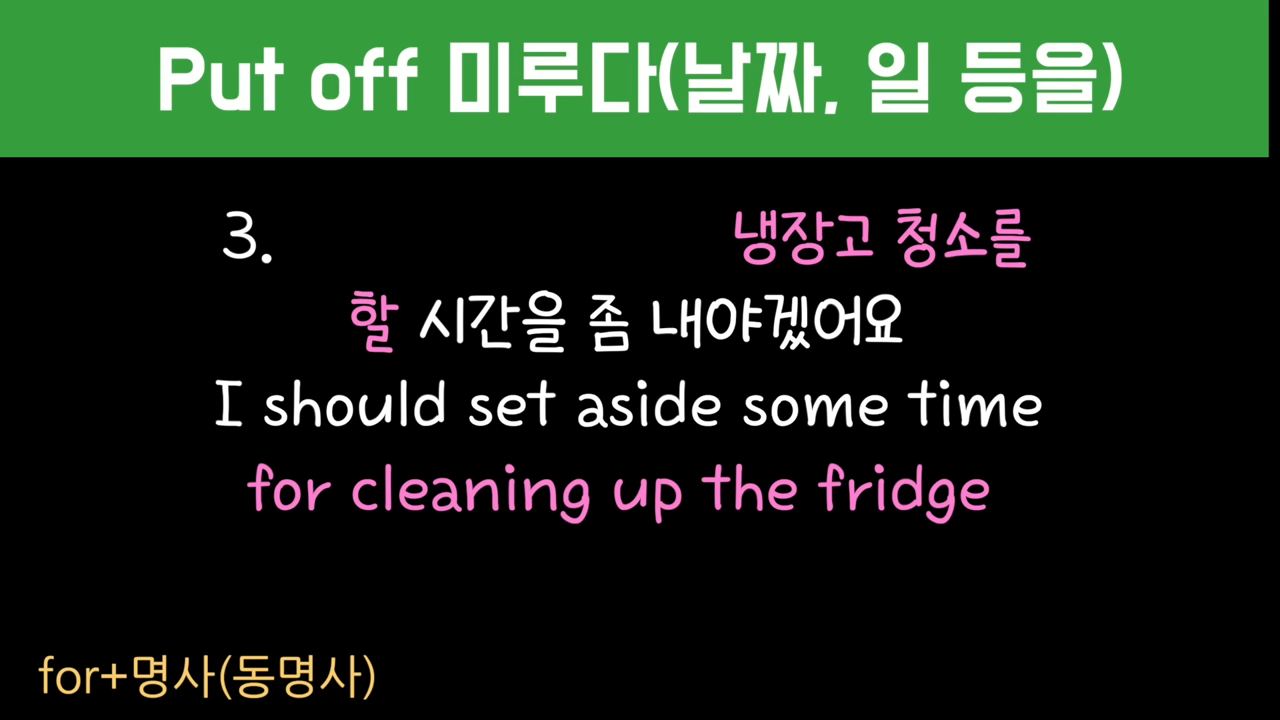 Put off 미루다(날짜, 일 등을)
3. 냉장고 청소를
할 시간을 좀 내야겠어요
I should set aside some time
for cleaning up the fridge
for+명사(동명사)